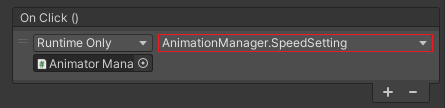 On Click ()
Runtime Only AnimationManager.SpeedSetting
# Animator Mana
+ −